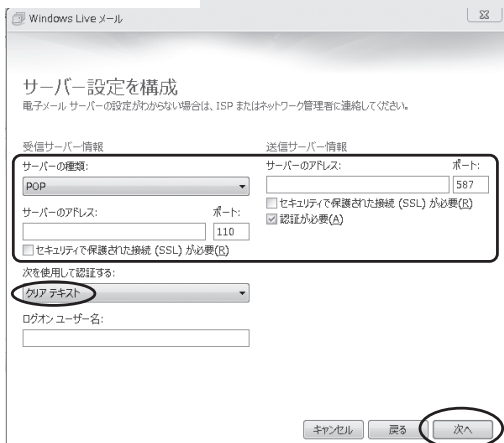 Windows Live メール
サーバー設定を構成
電子メール サーバーの設定がわからない場合は、ISP またはネットワーク管理者に連絡してください。
受信サーバー情報
サーバーの種類:
POP
サーバーのアドレス: ポート:
110
セキュリティで保護された接続 (SSL) が必要(R)
次を使用して認証する:
クリア テキスト
ログオン ユーザー名:
送信サーバー情報
サーバーのアドレス: ポート:
587
セキュリティで保護された接続 (SSL) が必要(R)
認証が必要(A)
キャンセル 戻る 次へ